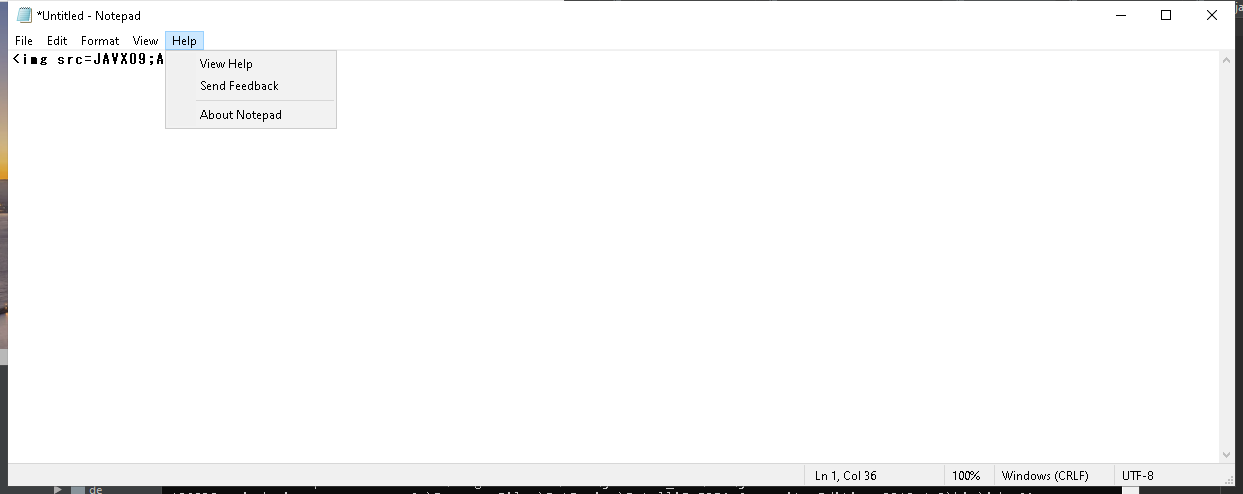 *Untitled - Notepad
File Edit Format View Help
<img src=JAVX09;A
View Help
Send Feedback
About Notepad
Ln 1, Col 36 100% Windows (CRLF) UTF-8
de